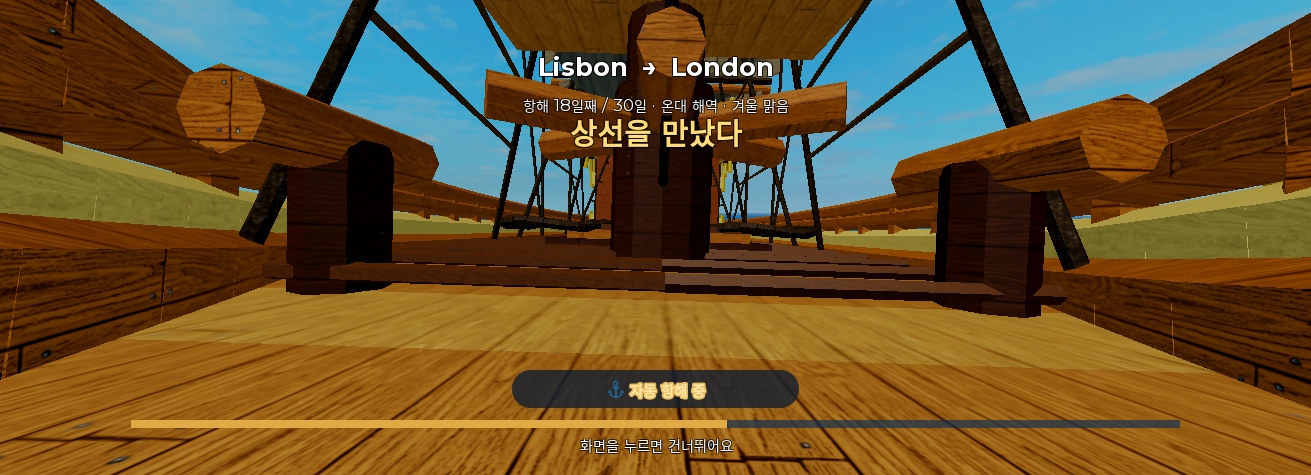 Lisbon → London
항해 18일째 / 30일 · 온대 해역 · 겨울 맑음
상선을 만났다
⚓ 자동 항해 중
화면을 누르면 건너뛰어요